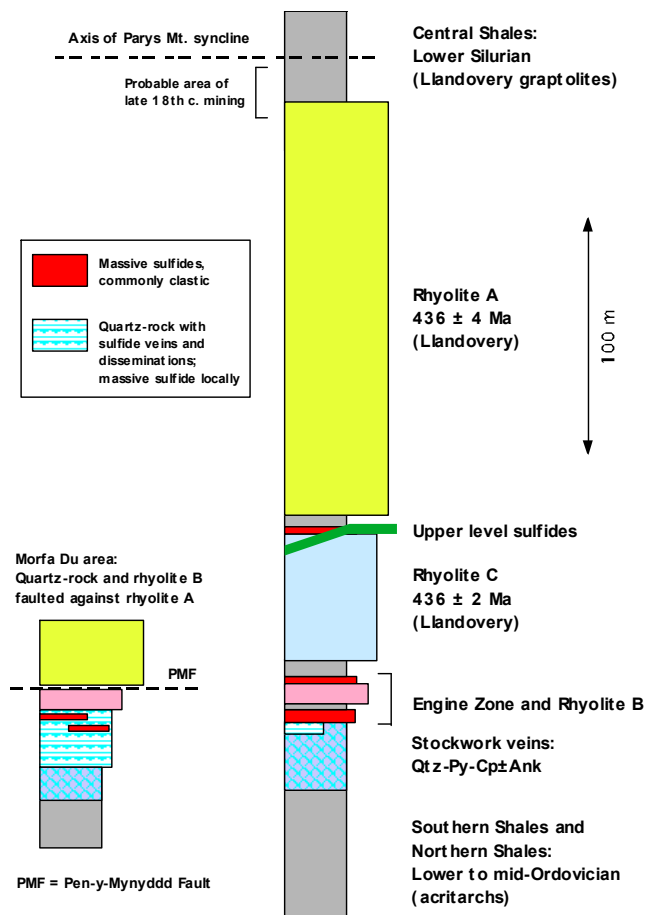 Axis of Parys Mt. syncline
Probable area of
late 18th c. mining
Central Shales:
Lower Silurian
(Llandovery graptolites)
Massive sulfides,
commonly clastic
Quartz-rock with
sulfide veins and
disseminations;
massive sulfide locally
Rhyolite A
436 ± 4 Ma
(Llandovery)
100 m
Upper level sulfides
Morfa Du area:
Quartz-rock and rhyolite B
faulted against rhyolite A
Rhyolite C
436 ± 2 Ma
(Llandovery)
PMF
Engine Zone and Rhyolite B
Stockwork veins:
Qtz-Py-Cp±Ank
Southern Shales and
Northern Shales:
Lower to mid-Ordovician
(acritarchs)
PMF = Pen-y-Mynyddd Fault